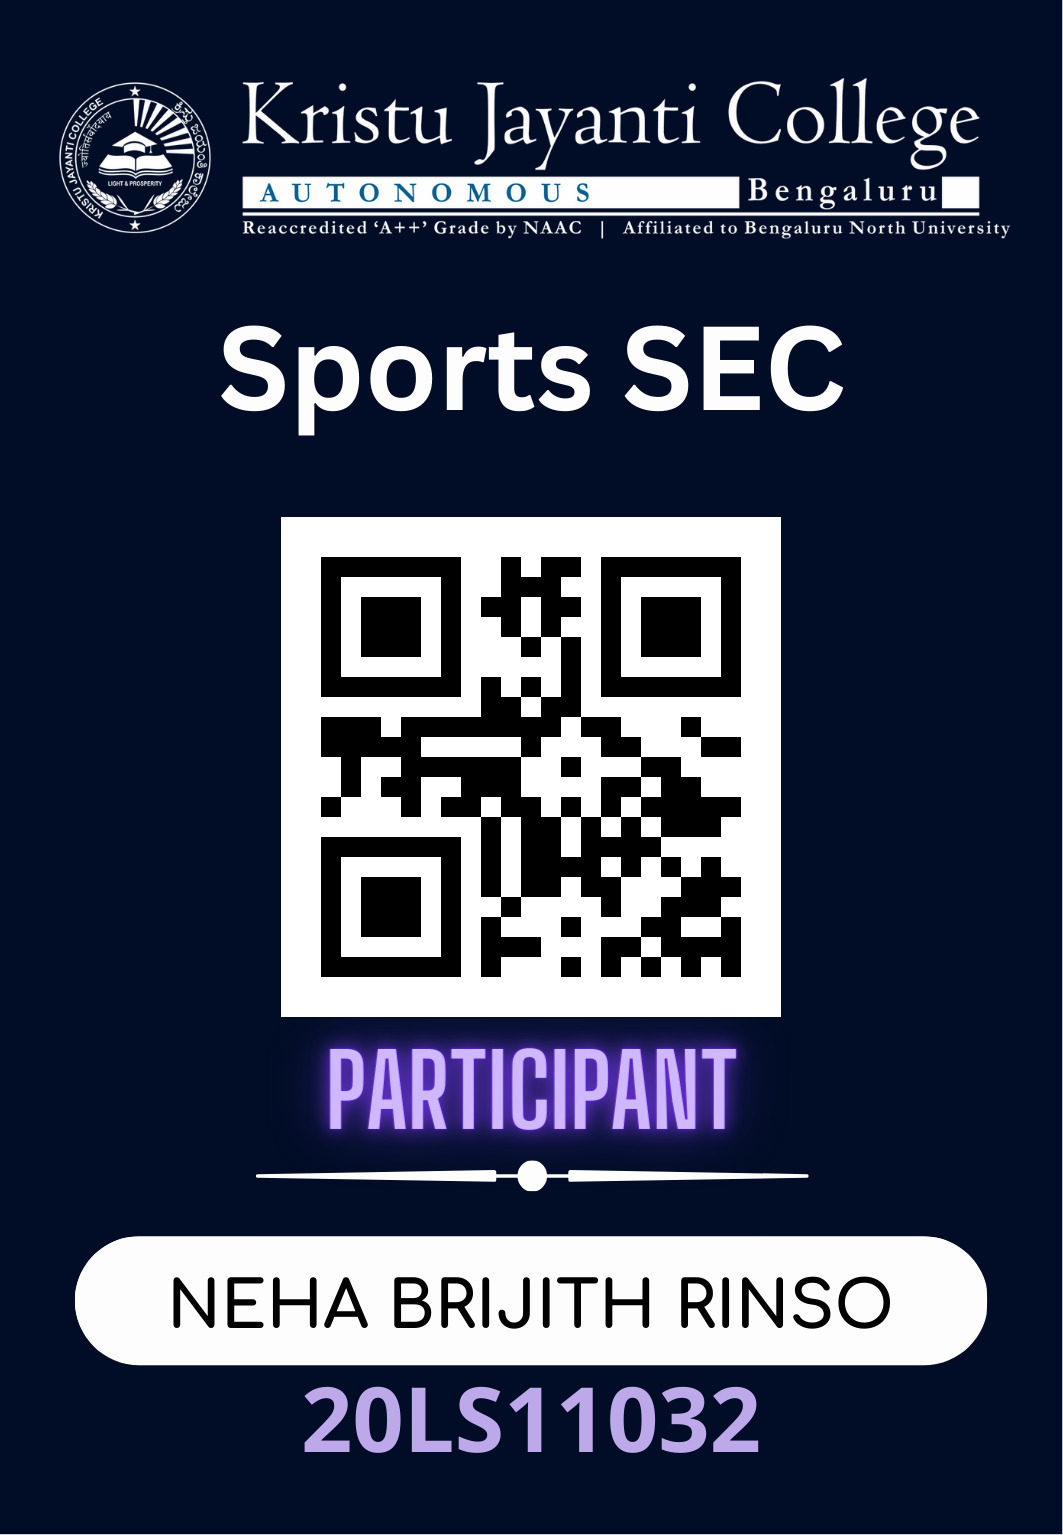 KRISTU JAYANTI COLLEGE
ಕ್ರಿಸ್ತು ಜಯಂತಿ ಕಾಲೇಜು
LIGHT & PROSPERITY
Kristu Jayanti College
AUTONOMOUS Bengaluru
Reaccredited ‘A++’ Grade by NAAC | Affiliated to Bengaluru North University
Sports SEC
PARTICIPANT
NEHA BRIJITH RINSO
20LS11032